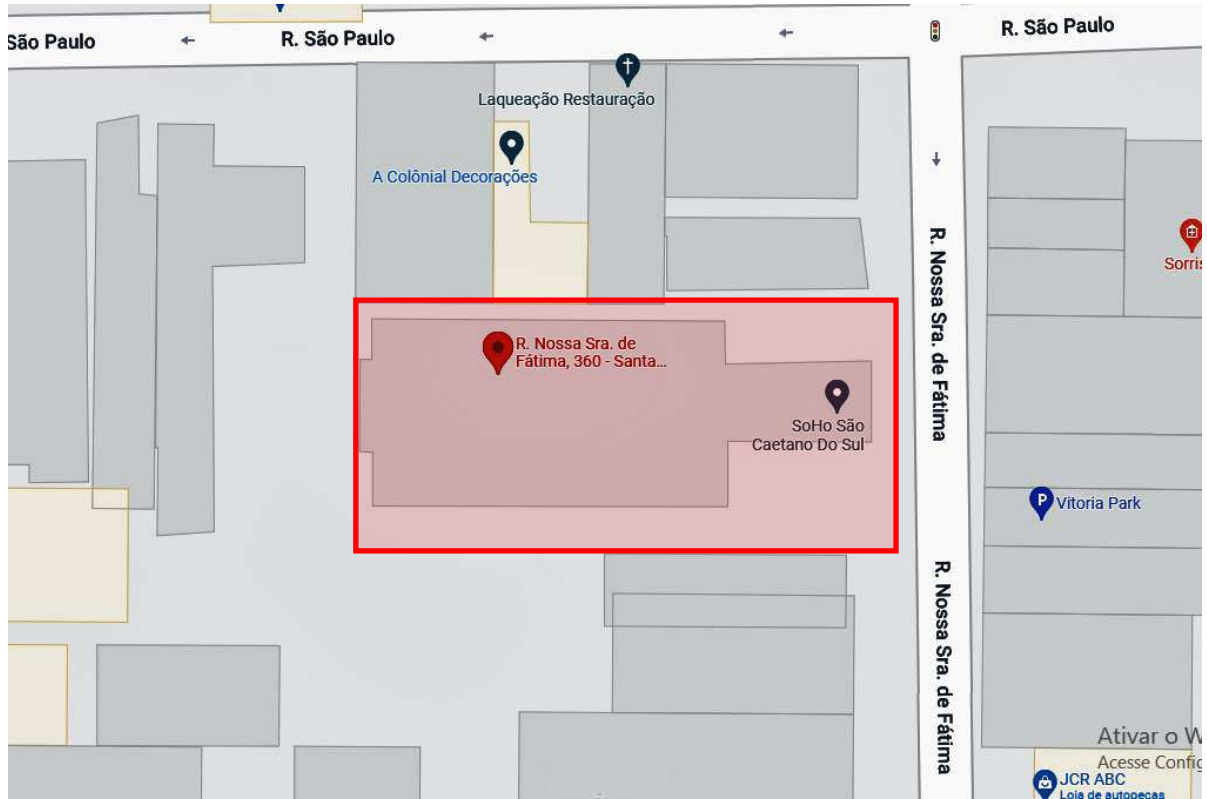 São Paulo
R. São Paulo
R. São Paulo
Laqueação Restauração
A Colônial Decorações
R. Nossa Sra. de Fátima
Sorris
R. Nossa Sra. de
Fátima, 360 - Santa...
SoHo São
Caetano Do Sul
P
Vitoria Park
R. Nossa Sra. de Fátima
Ativar o W
Acesse Config
JCR ABC
Loja de autopeças